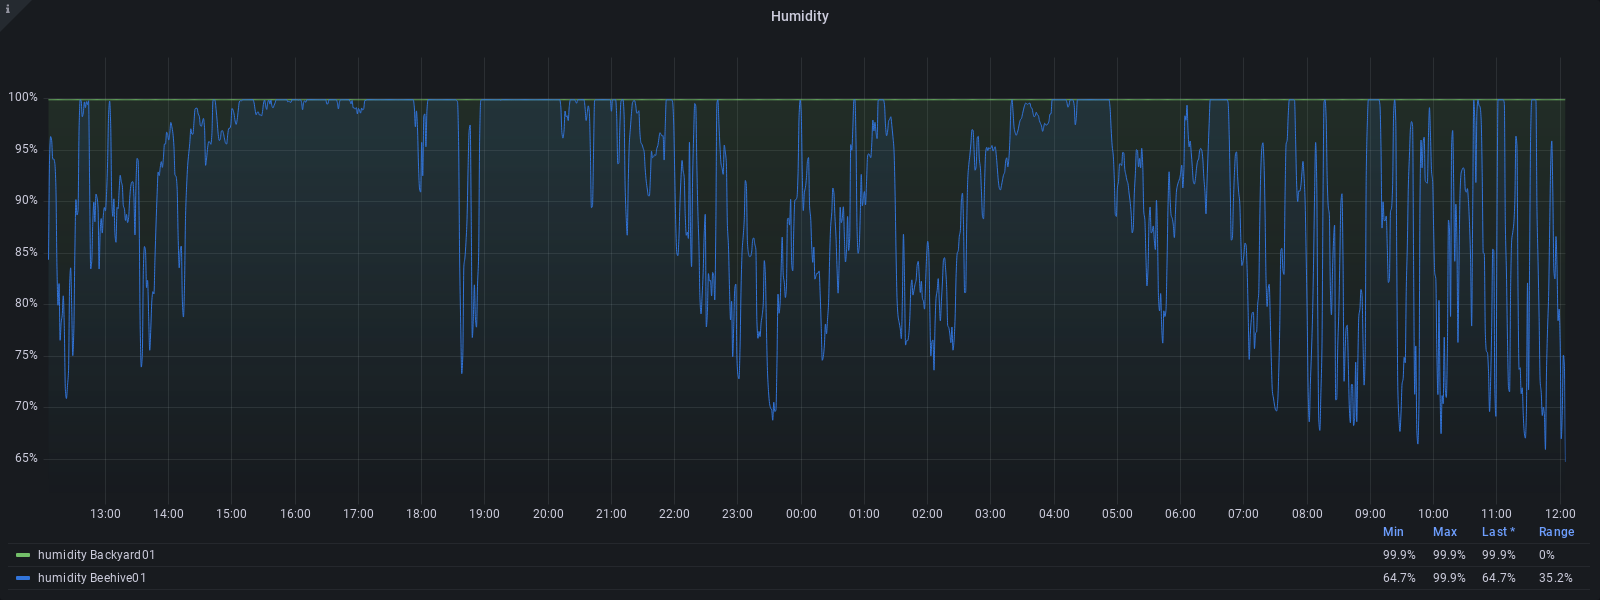 i
Humidity
100%
95%
90%
85%
80%
75%
70%
65%
13:00 14:00 15:00 16:00 17:00 18:00 19:00 20:00 21:00 22:00 23:00 00:00 01:00 02:00 03:00 04:00 05:00 06:00 07:00 08:00 09:00 10:00 11:00 12:00
Min Max Last * Range
humidity Backyard01 99.9% 99.9% 99.9% 0%
humidity Beehive01 64.7% 99.9% 64.7% 35.2%